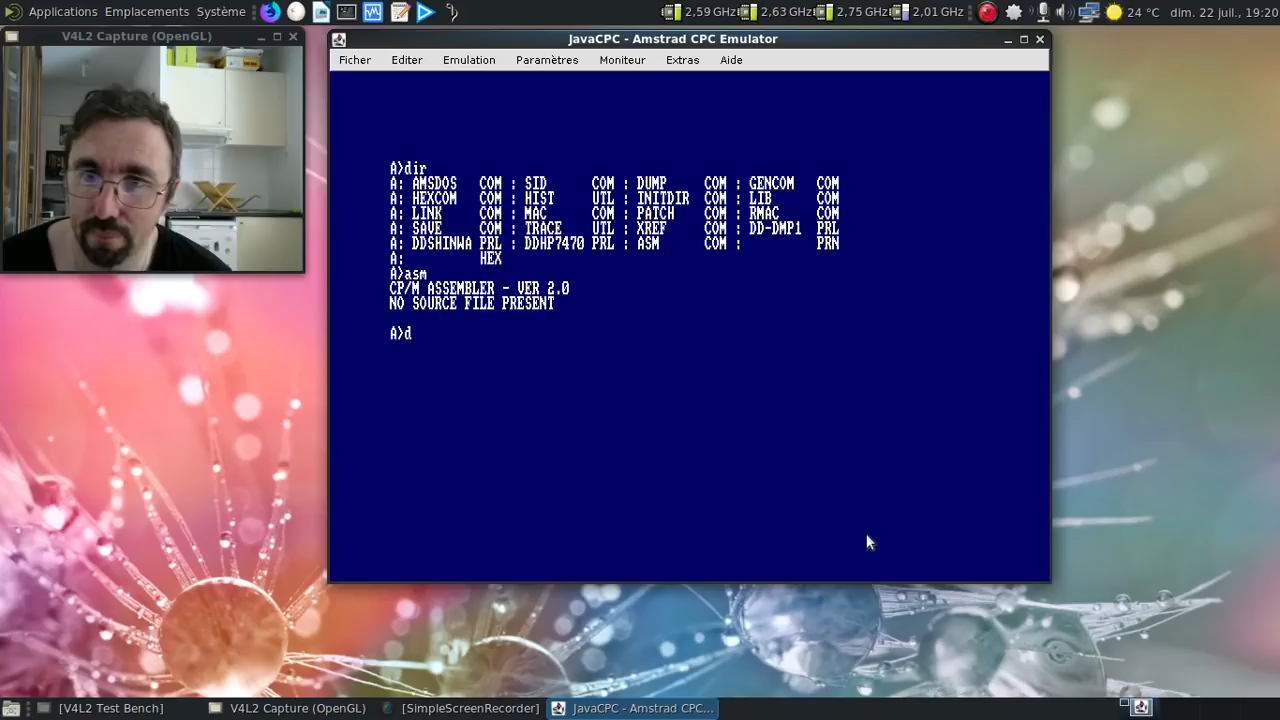 Applications Emplacements Système 2,59 GHz 2,63 GHz 2,75 GHz 2,01 GHz 24 °C dim. 22 juil., 19:20
V4L2 Capture (OpenGL)
JavaCPC - Amstrad CPC Emulator
Ficher Editer Emulation Paramètres Moniteur Extras Aide
A>dir
A: AMSDOS COM : SID COM : DUMP COM : GENCOM COM
A: HEXCOM COM : HIST UTL : INITDIR COM : LIB COM
A: LINK COM : MAC COM : PATCH COM : RMAC COM
A: SAVE COM : TRACE UTL : XREF COM : DD-DMP1 PRL
A: DDSHINWA PRL : DDHP7470 PRL : ASM COM : PRN
A: HEX
A>asm
CP/M ASSEMBLER - VER 2.0
NO SOURCE FILE PRESENT
A>d
[V4L2 Test Bench] V4L2 Capture (OpenGL) [SimpleScreenRecorder] JavaCPC - Amstrad CPC...